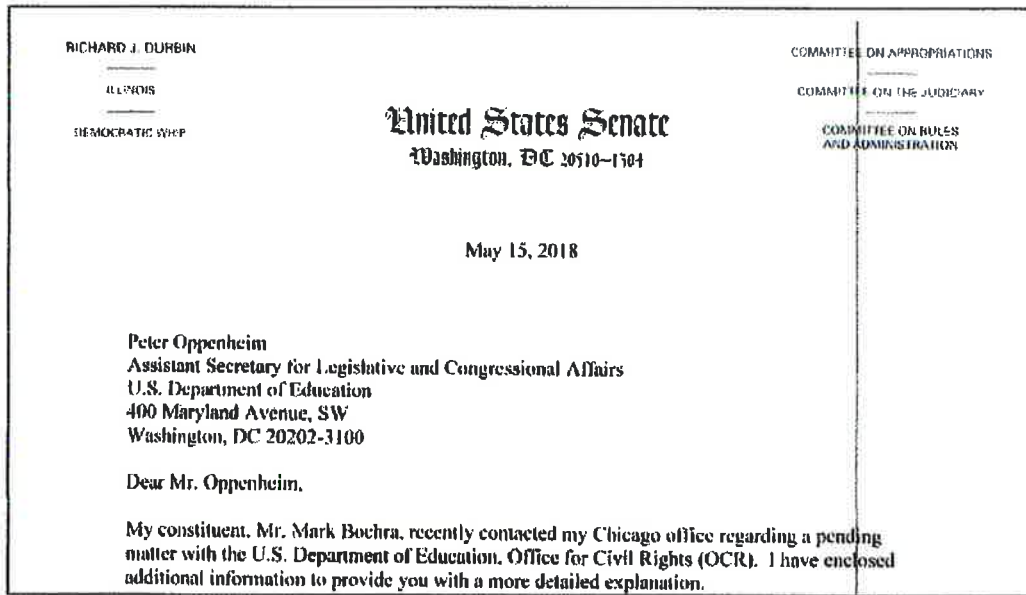 RICHARD J. DURBIN
ILLINOIS
DEMOCRATIC WHIP
COMMITTEE ON APPROPRIATIONS
COMMITTEE ON THE JUDICIARY
COMMITTEE ON RULES
AND ADMINISTRATION
United States Senate
Washington, DC 20510-1304
May 15, 2018
Peter Oppenheim
Assistant Secretary for Legislative and Congressional Affairs
U.S. Department of Education
400 Maryland Avenue, SW
Washington, DC 20202-3100
Dear Mr. Oppenheim,
My constituent, Mr. Mark Bochra, recently contacted my Chicago office regarding a pending
matter with the U.S. Department of Education, Office for Civil Rights (OCR). I have enclosed
additional information to provide you with a more detailed explanation.